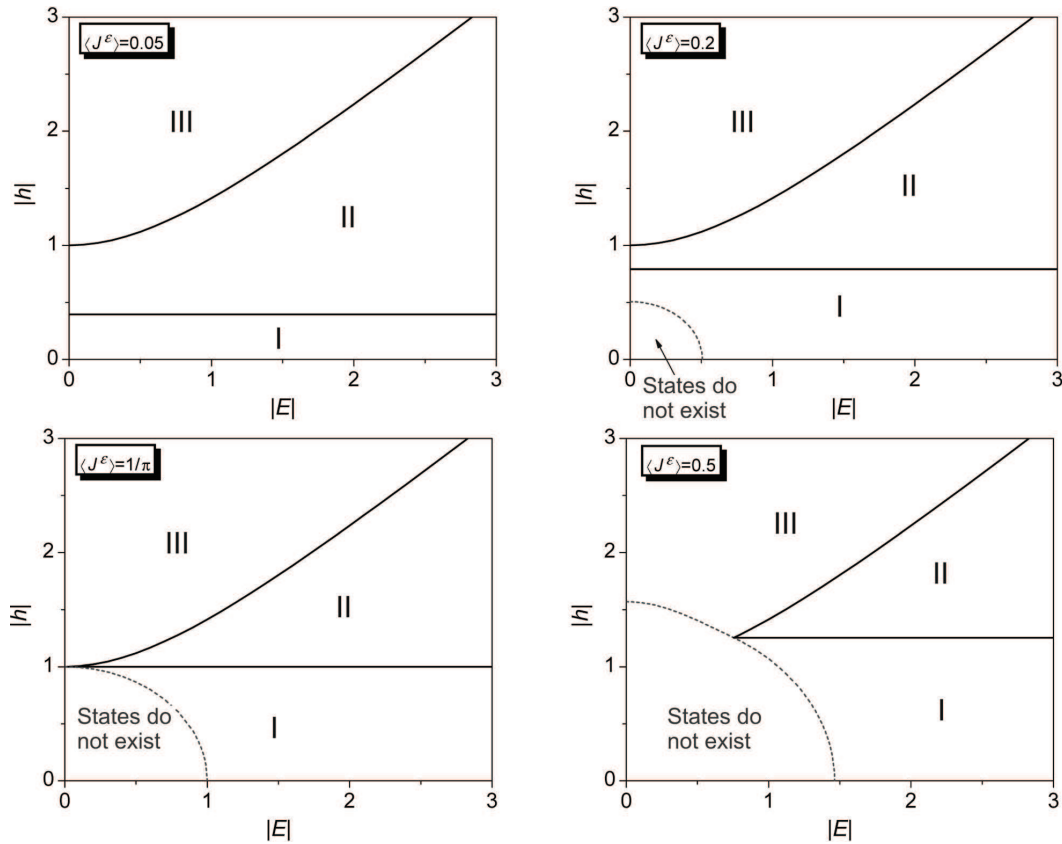 ⟨J^ε⟩=0.05
3
III
2
|h|
II
1
I
0
0 1 2 3
|E|
⟨J^ε⟩=0.2
3
III
2
II
|h|
1
I
0
0 1 2 3
States do
not exist
|E|
⟨J^ε⟩=1/π
3
III
2
II
|h|
1
States do
not exist
I
0
0 1 2 3
|E|
⟨J^ε⟩=0.5
3
III
2
II
|h|
1
States do
not exist
I
0
0 1 2 3
|E|